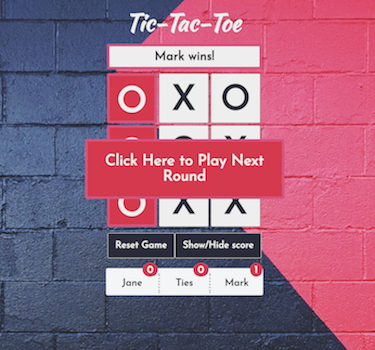 Tic-Tac-Toe
Mark wins!
O X O
Click Here to Play Next
Round
O X X
Reset Game Show/Hide score
0 0 1
Jane Ties Mark